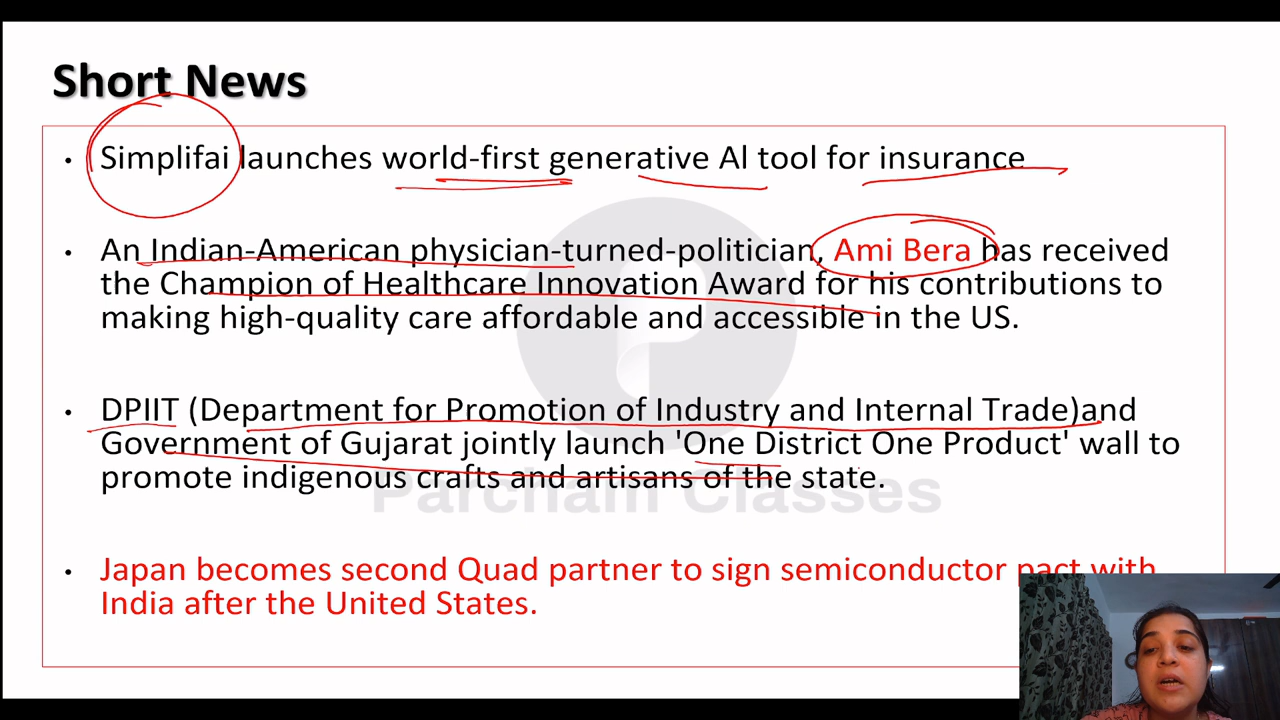 Short News
• Simplifai launches world-first generative Al tool for insurance
• An Indian-American physician-turned-politician, Ami Bera has received
the Champion of Healthcare Innovation Award for his contributions to
making high-quality care affordable and accessible in the US.
• DPIIT (Department for Promotion of Industry and Internal Trade)and
Government of Gujarat jointly launch 'One District One Product' wall to
promote indigenous crafts and artisans of the state.
Parcham Classes
• Japan becomes second Quad partner to sign semiconductor pact with
India after the United States.